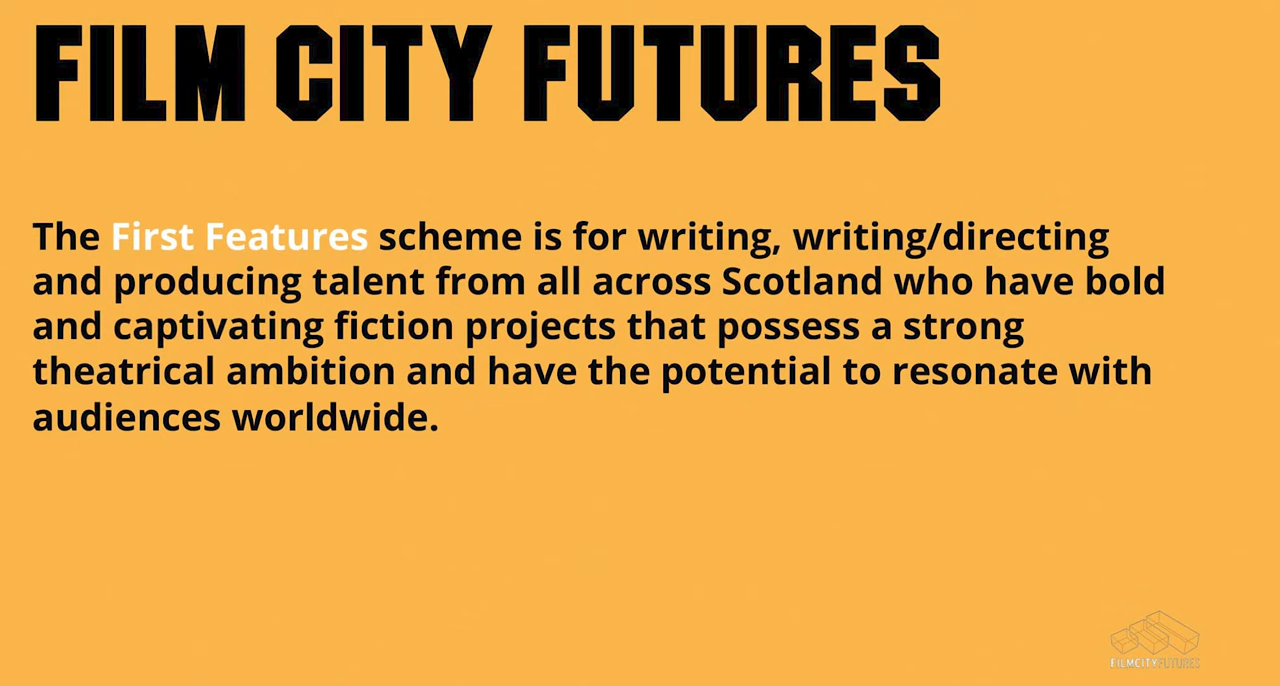 FILM CITY FUTURES
The First Features scheme is for writing, writing/directing
and producing talent from all across Scotland who have bold
and captivating fiction projects that possess a strong
theatrical ambition and have the potential to resonate with
audiences worldwide.
FILMCITYFUTURES